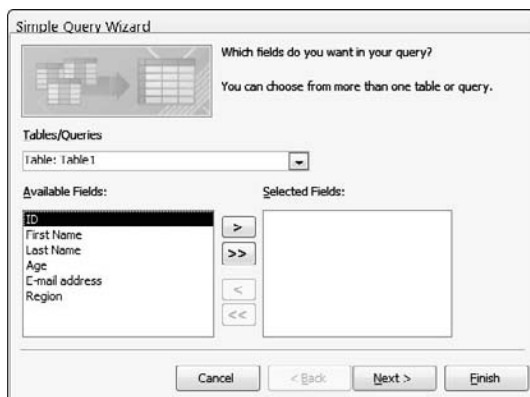 Simple Query Wizard
Which fields do you want in your query?
You can choose from more than one table or query.
Tables/Queries
Table: Table1
Available Fields:
Selected Fields:
ID
First Name
Last Name
Age
E-mail address
Region
>
>>
<
<<
Cancel
< Back
Next >
Finish